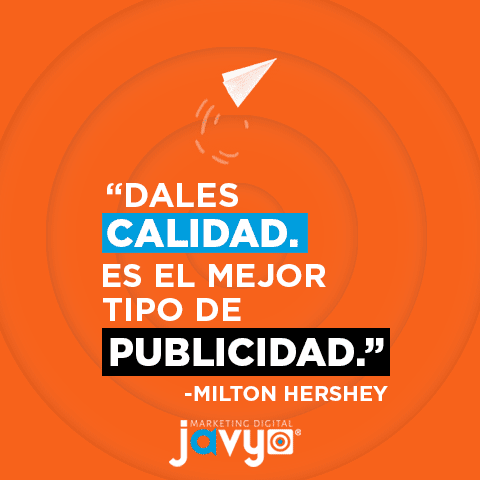 “DALES
CALIDAD.
ES EL MEJOR
TIPO DE
PUBLICIDAD.”
-MILTON HERSHEY
MARKETING DIGITAL
javyo®